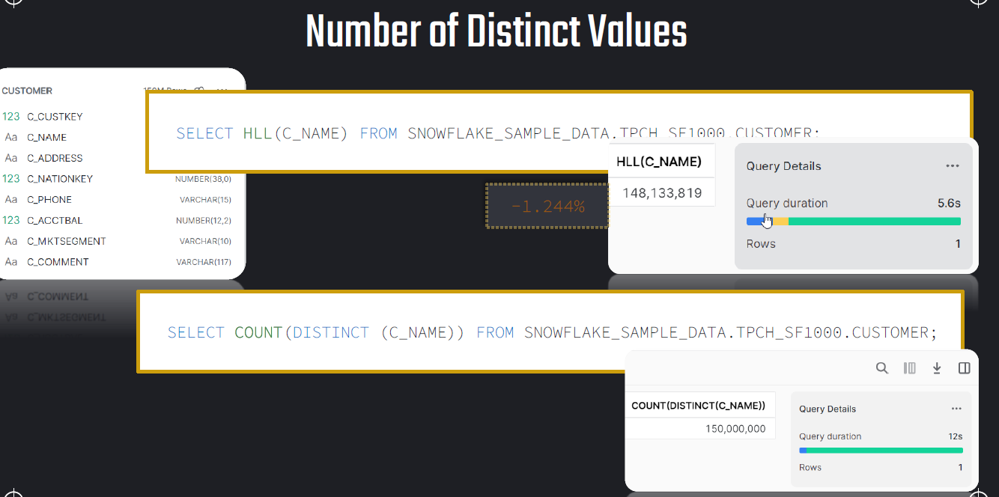 Number of Distinct Values
CUSTOMER
123 C_CUSTKEY
Aa C_NAME
Aa C_ADDRESS
123 C_NATIONKEY NUMBER(38,0)
Aa C_PHONE VARCHAR(15)
123 C_ACCTBAL NUMBER(12,2)
Aa C_MKTSEGMENT VARCHAR(10)
Aa C_COMMENT VARCHAR(117)
SELECT HLL(C_NAME) FROM SNOWFLAKE_SAMPLE_DATA.TPCH_SF1000.CUSTOMER;
HLL(C_NAME)
148,133,819
Query Details
Query duration 5.6s
Rows 1
-1.244%
SELECT COUNT(DISTINCT (C_NAME)) FROM SNOWFLAKE_SAMPLE_DATA.TPCH_SF1000.CUSTOMER;
COUNT(DISTINCT(C_NAME))
150,000,000
Query Details
Query duration 12s
Rows 1